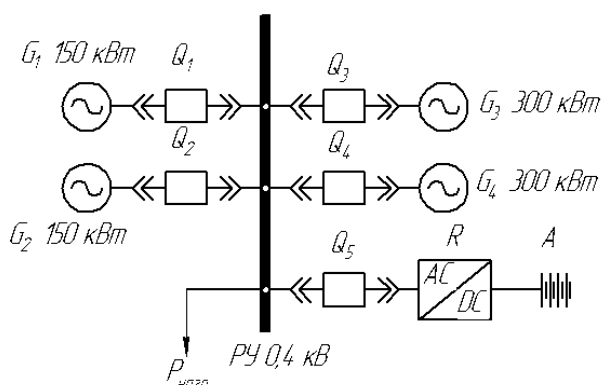 G₁ 150 кВт
Q₁
Q₃
G₃ 300 кВт
Q₂
Q₄
G₂ 150 кВт
G₄ 300 кВт
Q₅
R
A
AC
DC
РУ 0,4 кВ